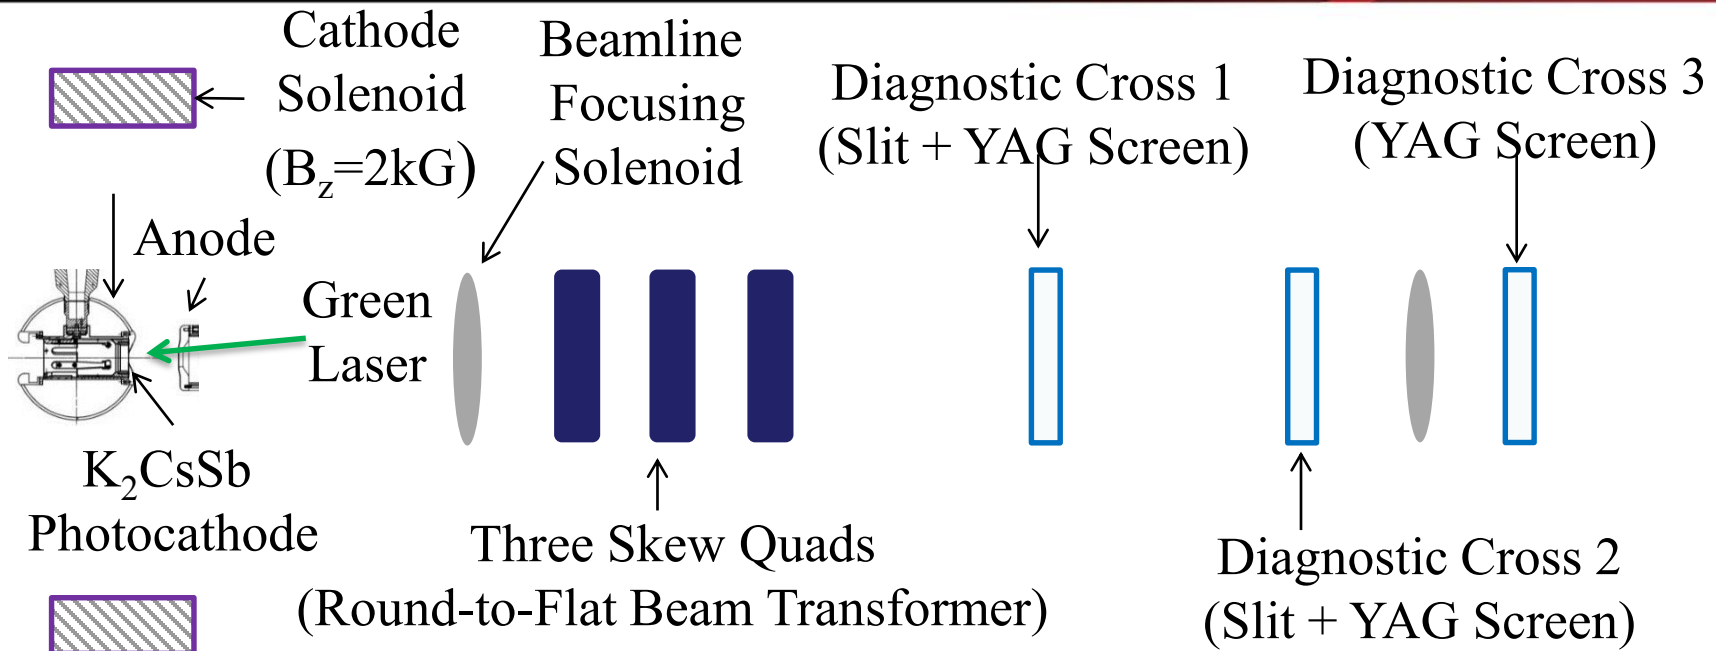 Cathode
Solenoid
(B_z=2kG)
Beamline
Focusing
Solenoid
Diagnostic Cross 1
(Slit + YAG Screen)
Diagnostic Cross 3
(YAG Screen)
Anode
Green
Laser
K₂CsSb
Photocathode
Three Skew Quads
(Round-to-Flat Beam Transformer)
Diagnostic Cross 2
(Slit + YAG Screen)